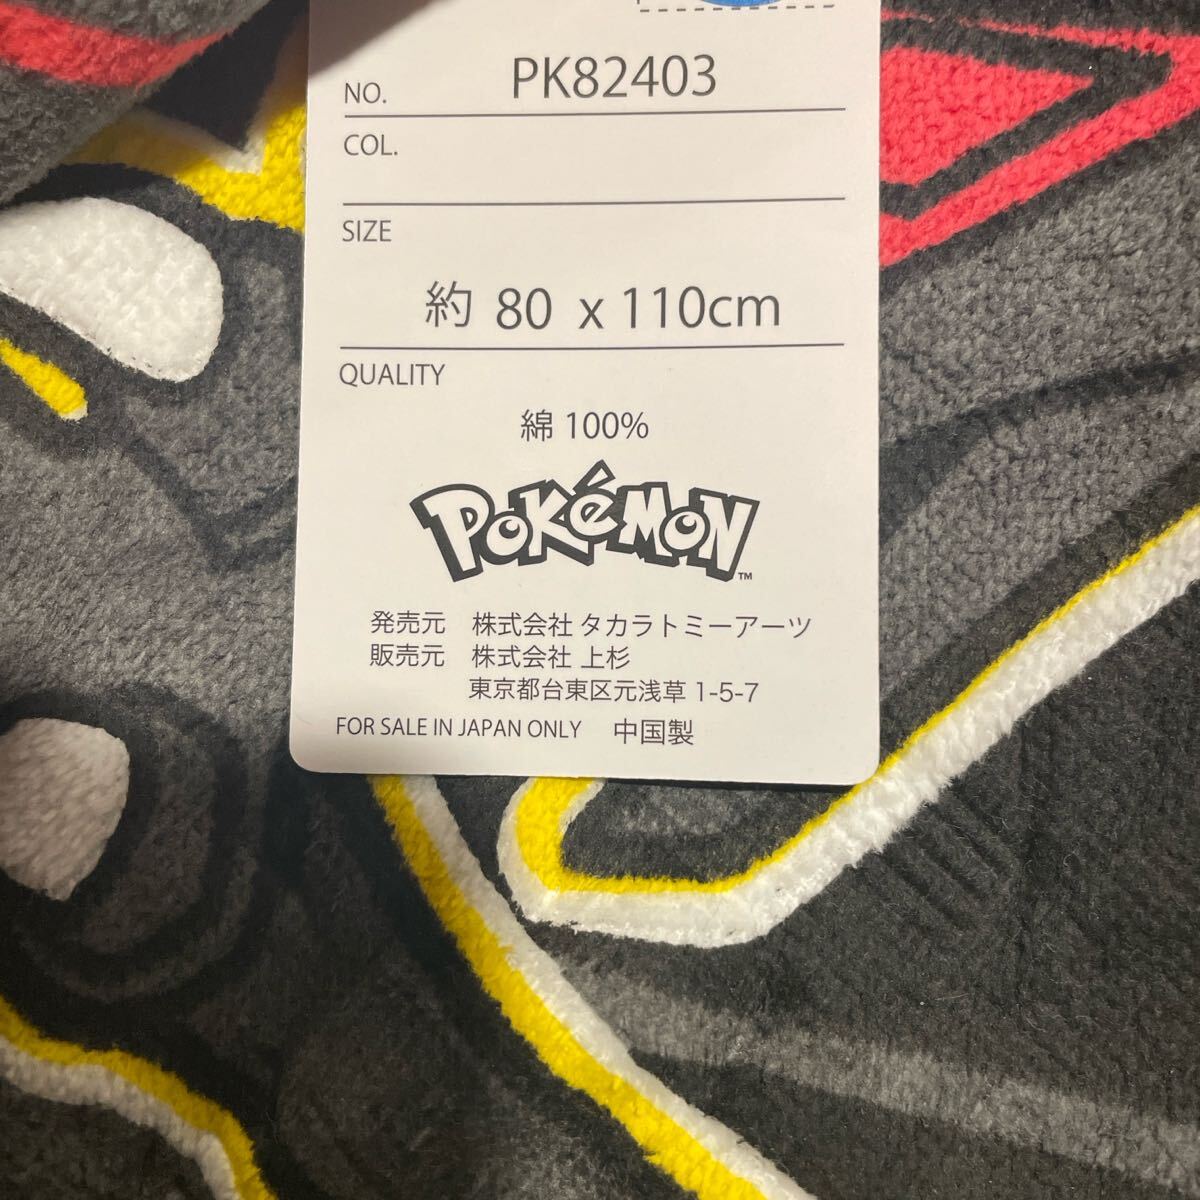 NO. PK82403
COL.
SIZE
約 80 x 110cm
QUALITY
綿 100%
POKéMON™
発売元 株式会社 タカラトミーアーツ
販売元 株式会社 上杉
東京都台東区元浅草 1-5-7
FOR SALE IN JAPAN ONLY 中国製